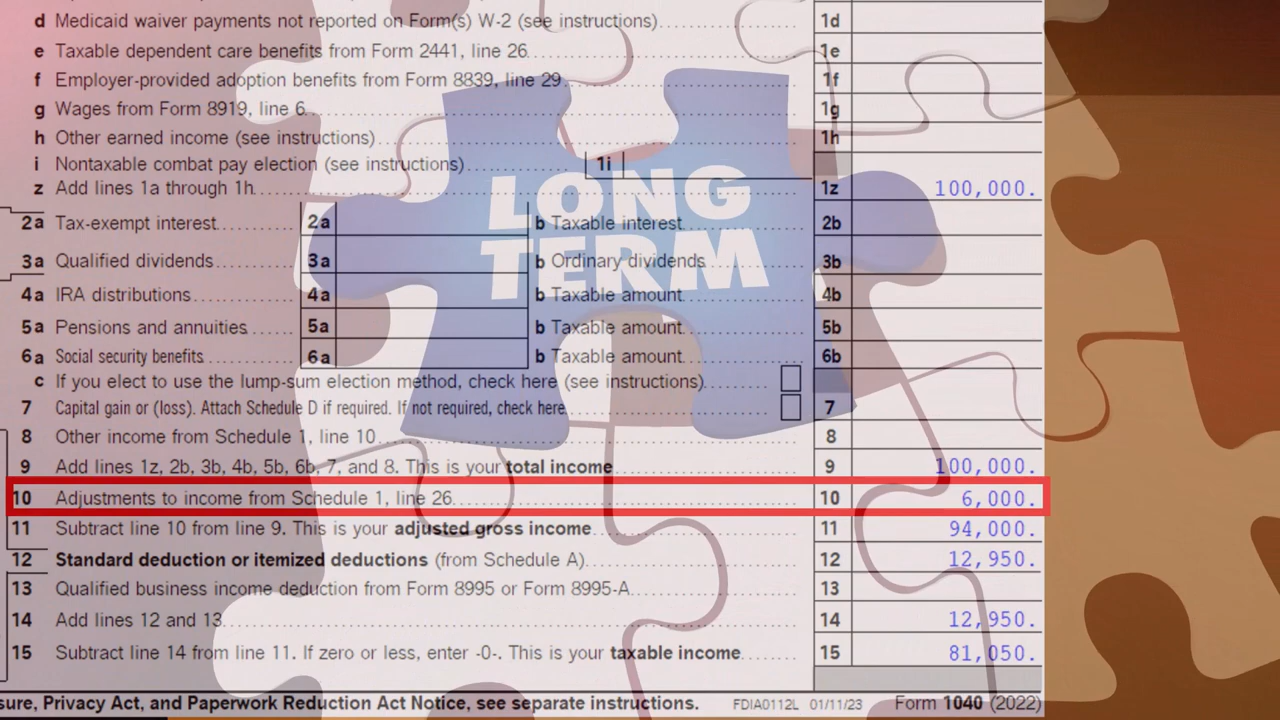 d Medicaid waiver payments not reported on Form(s) W-2 (see instructions) 1d
e Taxable dependent care benefits from Form 2441, line 26 1e
f Employer-provided adoption benefits from Form 8839, line 29 1f
g Wages from Form 8919, line 6 1g
h Other earned income (see instructions) 1h
i Nontaxable combat pay election (see instructions) 1i
z Add lines 1a through 1h 1z 100,000.
2a Tax-exempt interest 2a b Taxable interest 2b
3a Qualified dividends 3a b Ordinary dividends 3b
4a IRA distributions 4a b Taxable amount 4b
5a Pensions and annuities 5a b Taxable amount 5b
6a Social security benefits 6a b Taxable amount 6b
c If you elect to use the lump-sum election method, check here (see instructions)
7 Capital gain or (loss). Attach Schedule D if required. If not required, check here 7
8 Other income from Schedule 1, line 10 8
9 Add lines 1z, 2b, 3b, 4b, 5b, 6b, 7, and 8. This is your total income 9 100,000.
10 Adjustments to income from Schedule 1, line 26 10 6,000.
11 Subtract line 10 from line 9. This is your adjusted gross income 11 94,000.
12 Standard deduction or itemized deductions (from Schedule A) 12 12,950.
13 Qualified business income deduction from Form 8995 or Form 8995-A 13
14 Add lines 12 and 13 14 12,950.
15 Subtract line 14 from line 11. If zero or less, enter -0-. This is your taxable income 15 81,050.
sure, Privacy Act, and Paperwork Reduction Act Notice, see separate instructions. FDIA0112L 01/11/23 Form 1040 (2022)
LONG
TERM